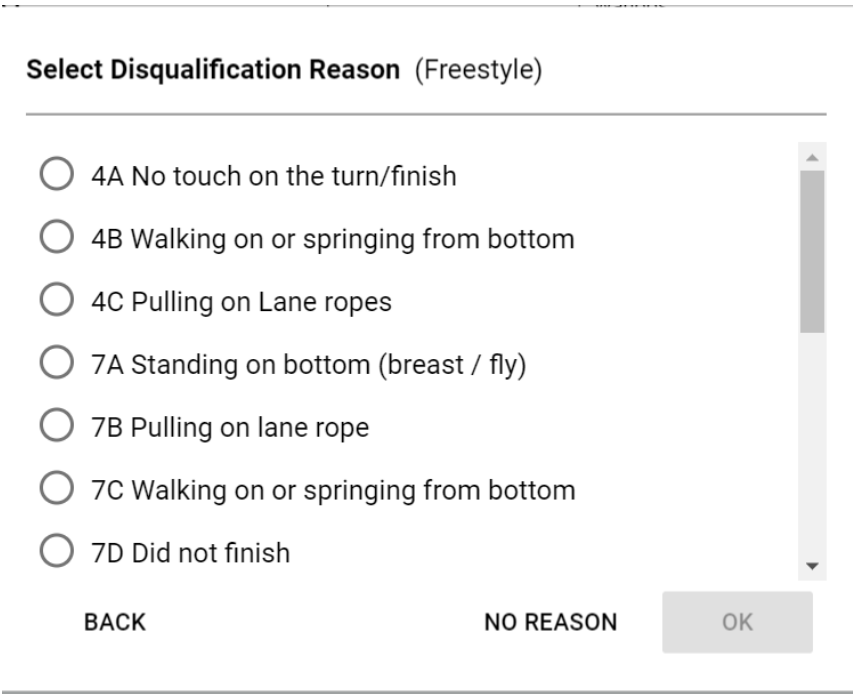 Select Disqualification Reason (Freestyle)
4A No touch on the turn/finish
4B Walking on or springing from bottom
4C Pulling on Lane ropes
7A Standing on bottom (breast / fly)
7B Pulling on lane rope
7C Walking on or springing from bottom
7D Did not finish
BACK NO REASON OK